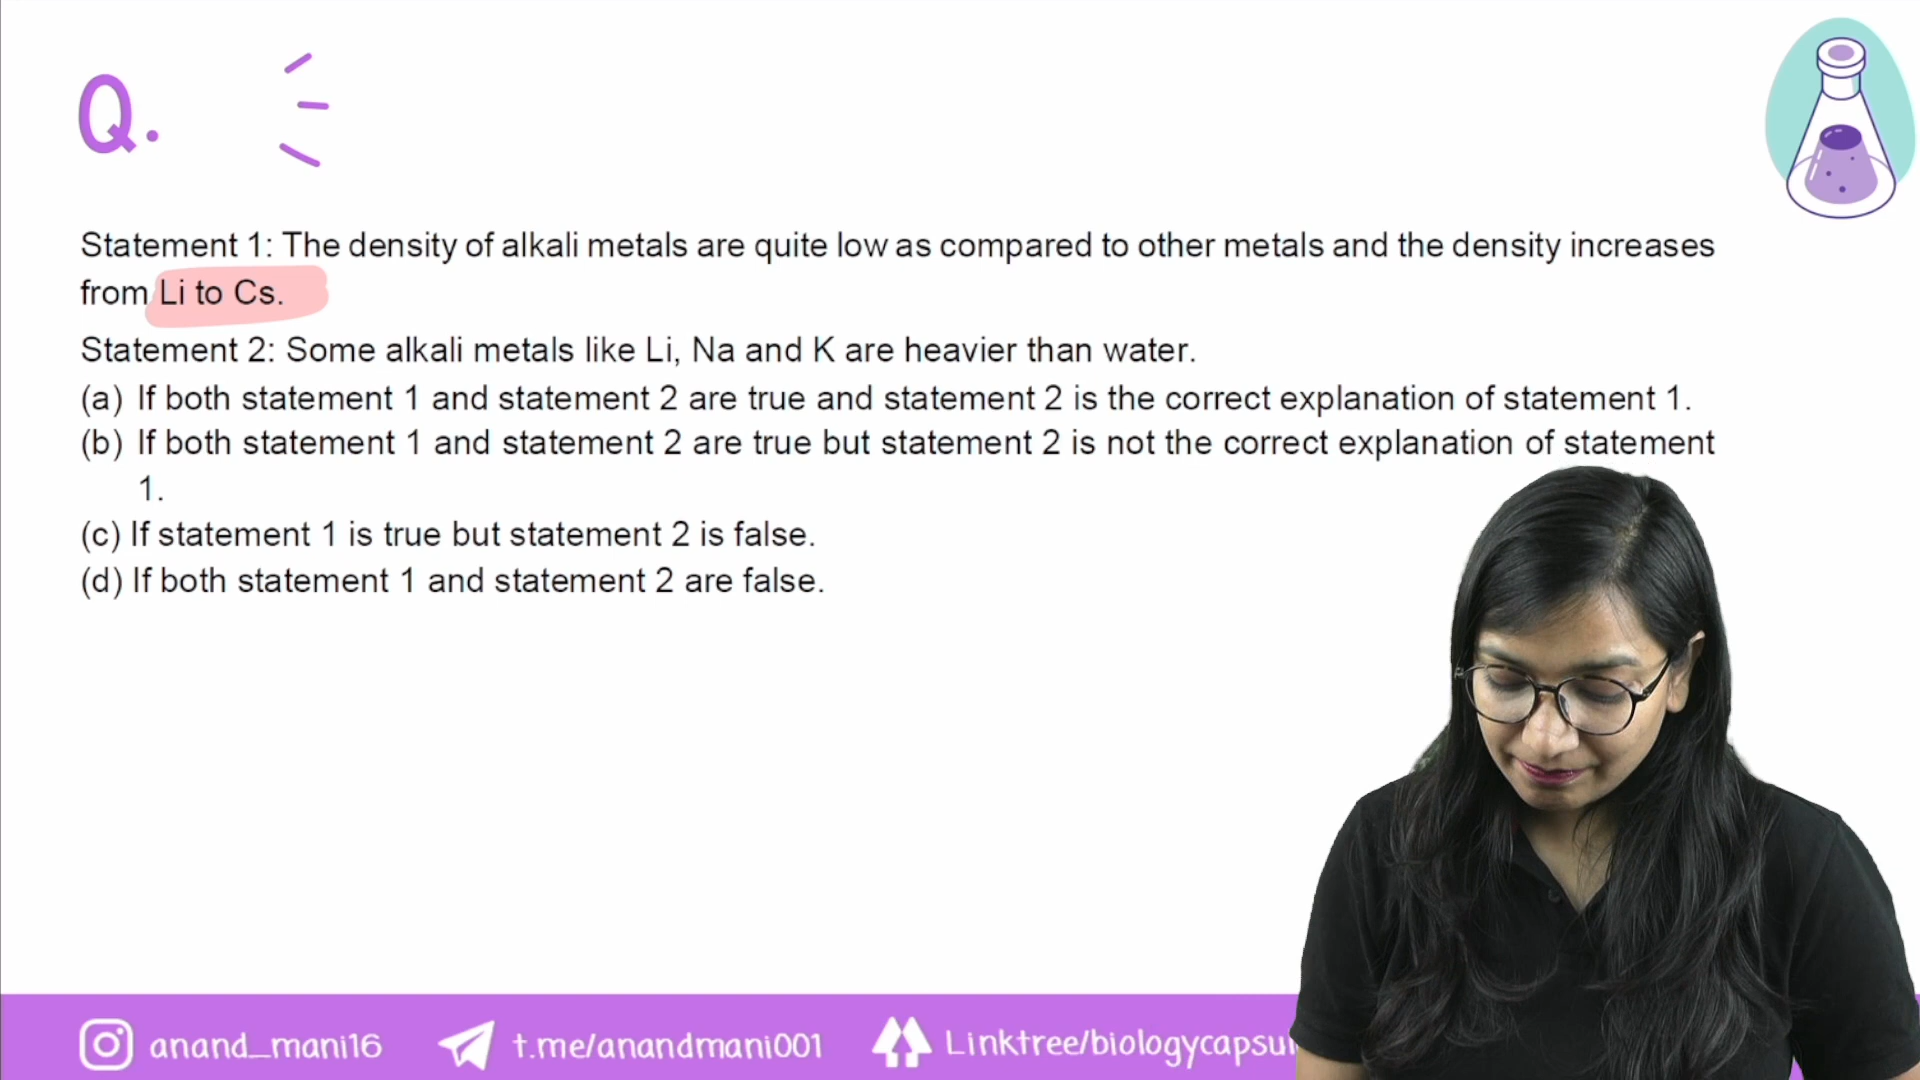 Q.
Statement 1: The density of alkali metals are quite low as compared to other metals and the density increases
from Li to Cs.
Statement 2: Some alkali metals like Li, Na and K are heavier than water.
(a) If both statement 1 and statement 2 are true and statement 2 is the correct explanation of statement 1.
(b) If both statement 1 and statement 2 are true but statement 2 is not the correct explanation of statement
1.
(c) If statement 1 is true but statement 2 is false.
(d) If both statement 1 and statement 2 are false.
anand_mani16 t.me/anandmani001